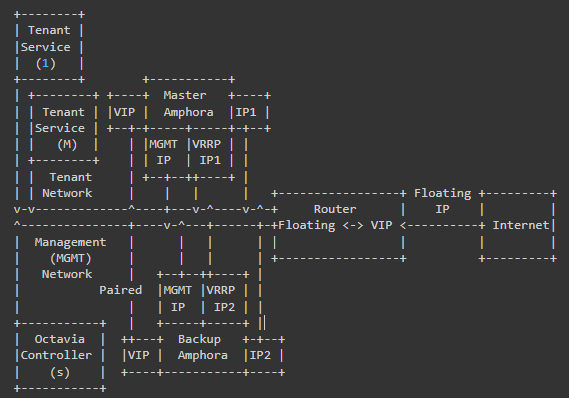 +--------+
| Tenant |
|Service |
|  (1)   |
+--------+       +-----------+
| +--------+ +----+  Master   +----+
| | Tenant | |VIP |  Amphora  |IP1 |
| |Service | +--+-+-----+-----+-+--+
| |  (M)   |    | |MGMT |VRRP | |
| +--------+    | | IP  | IP1 | |
|   Tenant      | +--+--++----+ |
|  Network      |    |   |      |   +-----------------+ Floating +---------+
v-v-------------^----+---v-^----v-^-+      Router     |    IP    |         |
^---------------+----v-^---+------+-+Floating <-> VIP <----------+ Internet|
|  Management   |      |   |      | |                 |          |         |
|    (MGMT)     |      |   |      | +-----------------+          +---------+
|   Network     |   +--+--++----+ |
|           Paired  |MGMT |VRRP | |
|               |   | IP  | IP2 | |
+-----------+   |   +-----+-----+ |
|  Octavia  |  ++---+  Backup   +-+--+
|Controller |  |VIP |  Amphora  |IP2 |
|    (s)    |  +----+-----------+----+
+-----------+